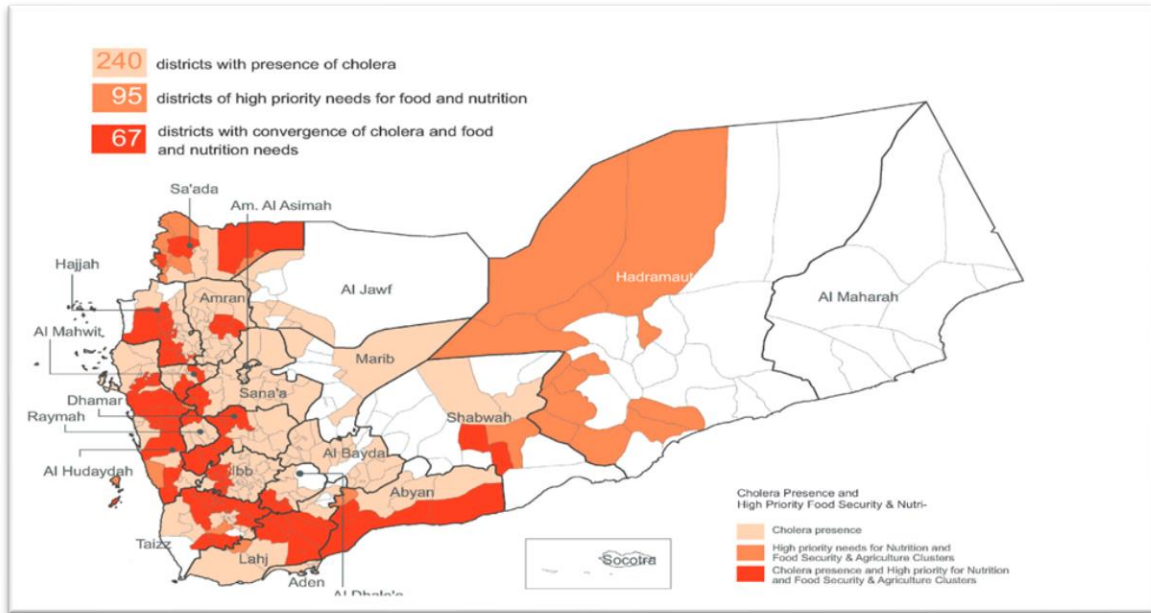 240 districts with presence of cholera
95 districts of high priority needs for food and nutrition
67 districts with convergence of cholera and food
and nutrition needs
Sa'ada
Am. Al Asimah
Hajjah
Amran
Al Jawf
Hadramaut
Al Maharah
Al Mahwit
Marib
Dhamar
Sana'a
Raymah
Shabwah
Al Hudaydah
Ibb
Al Bayda
Abyan
Taizz
Lahj
Aden
Al Dhale'e
Socotra
Cholera Presence and
High Priority Food Security & Nutri-
Cholera presence
High priority needs for Nutrition and
Food Security & Agriculture Clusters
Cholera presence and High priority for Nutrition
and Food Security & Agriculture Clusters